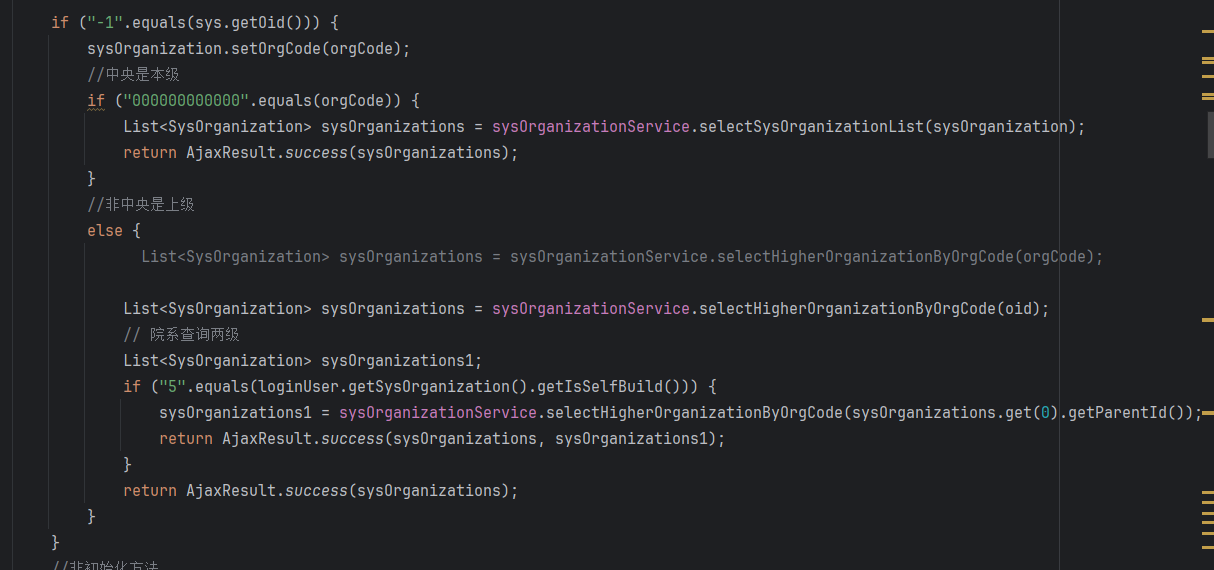 if ("-1".equals(sys.getOid())) {
sysOrganization.setOrgCode(orgCode);
//中央是本级
if ("000000000000".equals(orgCode)) {
List<SysOrganization> sysOrganizations = sysOrganizationService.selectSysOrganizationList(sysOrganization);
return AjaxResult.success(sysOrganizations);
}
//非中央是上级
else {
List<SysOrganization> sysOrganizations = sysOrganizationService.selectHigherOrganizationByOrgCode(orgCode);
List<SysOrganization> sysOrganizations = sysOrganizationService.selectHigherOrganizationByOrgCode(oid);
// 院系查询两级
List<SysOrganization> sysOrganizations1;
if ("5".equals(loginUser.getSysOrganization().getIsSelfBuild())) {
sysOrganizations1 = sysOrganizationService.selectHigherOrganizationByOrgCode(sysOrganizations.get(0).getParentId());
return AjaxResult.success(sysOrganizations, sysOrganizations1);
}
return AjaxResult.success(sysOrganizations);
}
}
//非初始化方法